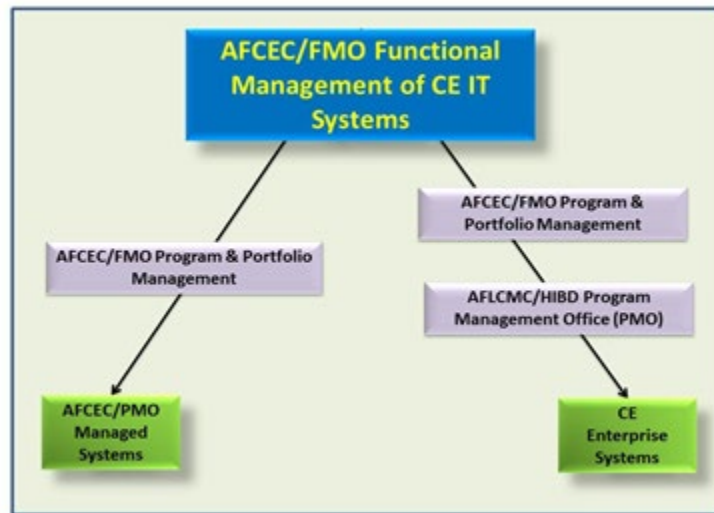 AFCEC/FMO Functional
Management of CE IT
Systems
AFCEC/FMO Program &
Portfolio Management
AFCEC/FMO Program & Portfolio
Management
AFLCMC/HIBD Program
Management Office (PMO)
AFCEC/PMO
Managed
Systems
CE
Enterprise
Systems